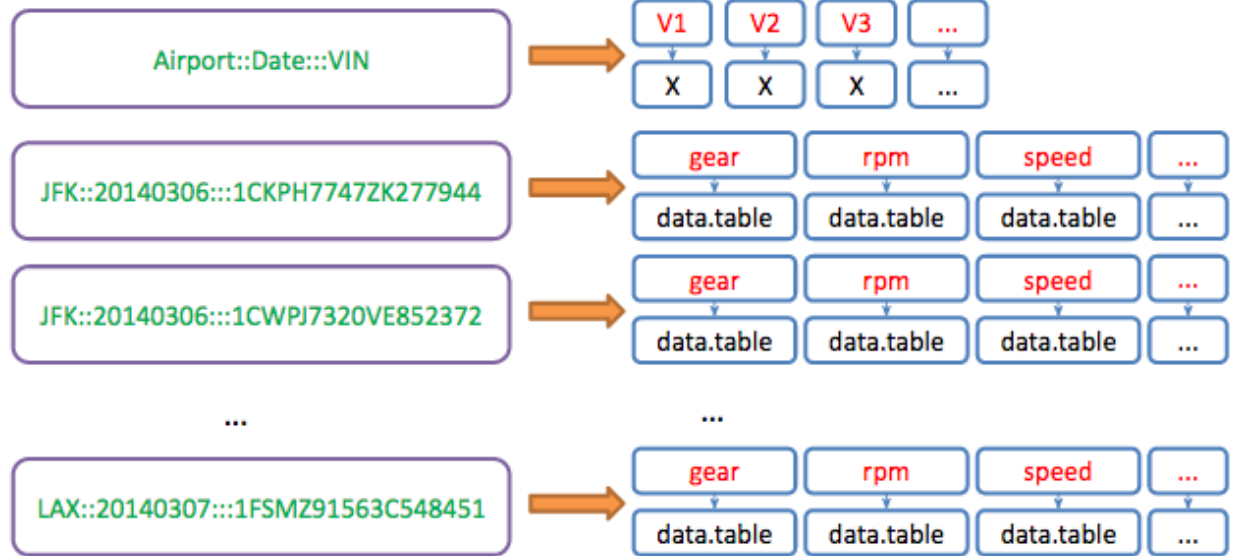 V1 V2 V3 ...
Airport::Date:::VIN
X X X ...
gear rpm speed ...
JFK::20140306:::1CKPH7747ZK277944
data.table data.table data.table ...
gear rpm speed ...
JFK::20140306:::1CWPJ7320VE852372
data.table data.table data.table ...
... ...
gear rpm speed ...
LAX::20140307:::1FSMZ91563C548451
data.table data.table data.table ...